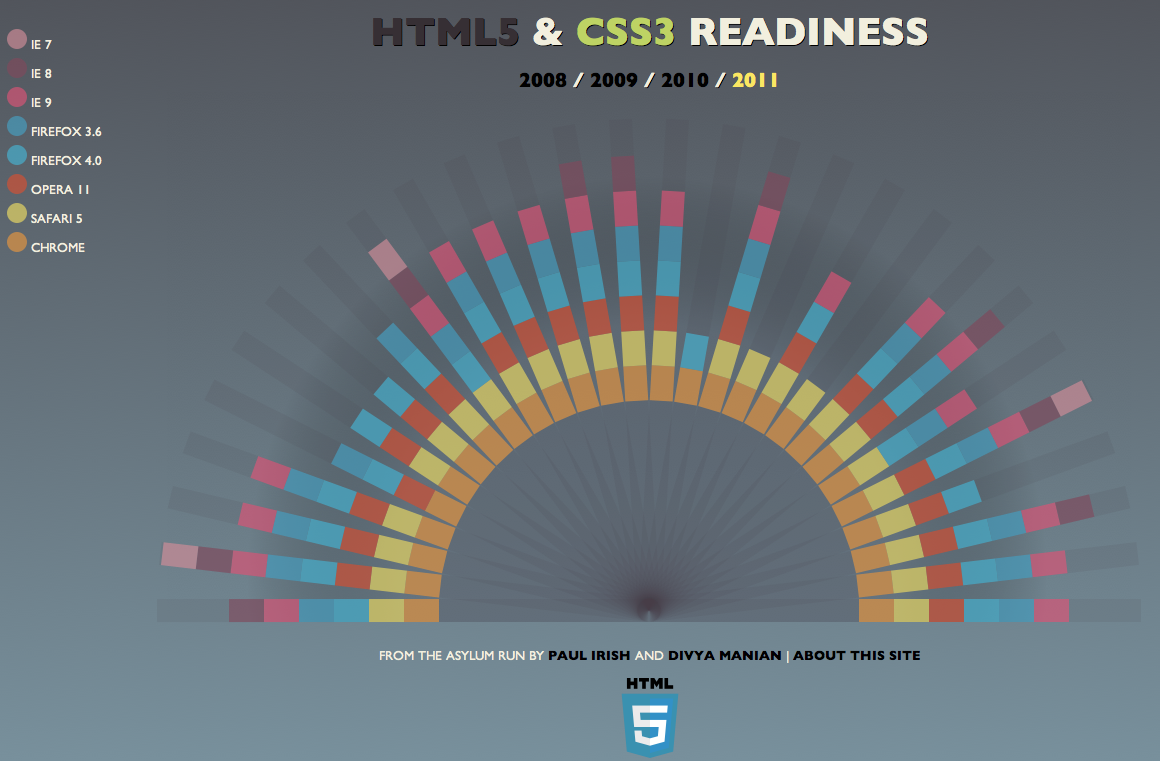 HTML5 & CSS3 READINESS
2008 / 2009 / 2010 / 2011
IE 7
IE 8
IE 9
FIREFOX 3.6
FIREFOX 4.0
OPERA 11
SAFARI 5
CHROME
FROM THE ASYLUM RUN BY PAUL IRISH AND DIVYA MANIAN | ABOUT THIS SITE
HTML
5